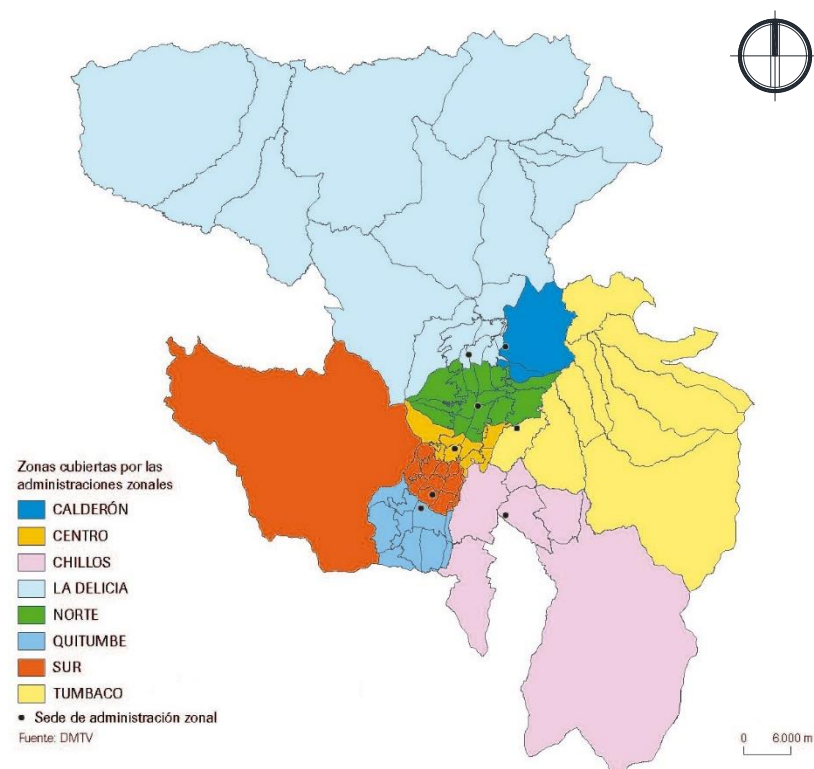 Zonas cubiertas por las
administraciones zonales
CALDERÓN
CENTRO
CHILLOS
LA DELICIA
NORTE
QUITUMBE
SUR
TUMBACO
• Sede de administración zonal
Fuente: DMTV
0 6.000 m